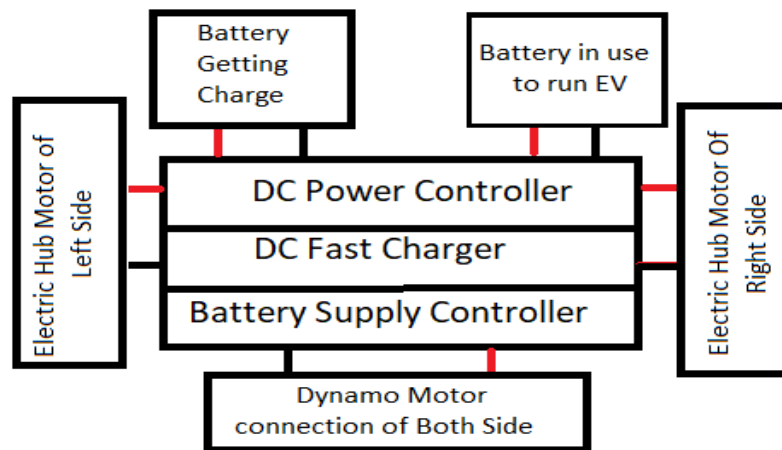 Battery
Getting
Charge
Battery in use
to run EV
Electric Hub Motor of
Left Side
DC Power Controller
DC Fast Charger
Battery Supply Controller
Electric Hub Motor Of
Right Side
Dynamo Motor
connection of Both Side